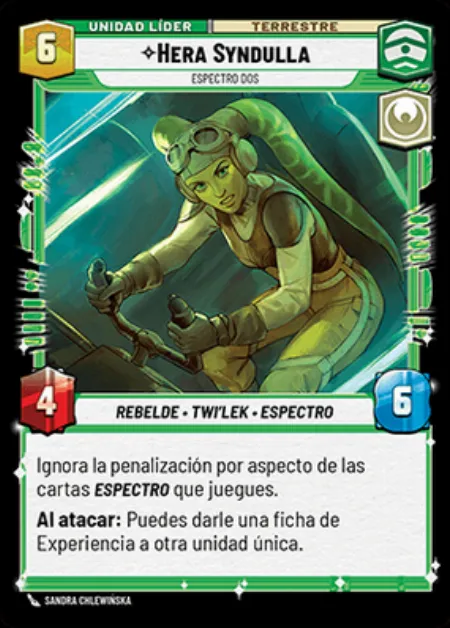 UNIDAD LÍDER
TERRESTRE
6
HERA SYNDULLA
ESPECTRO DOS
4
REBELDE • TWI'LEK • ESPECTRO
6
Ignora la penalización por aspecto de las
cartas ESPECTRO que juegues.
Al atacar: Puedes darle una ficha de
Experiencia a otra unidad única.
SANDRA CHLEWIŃSKA